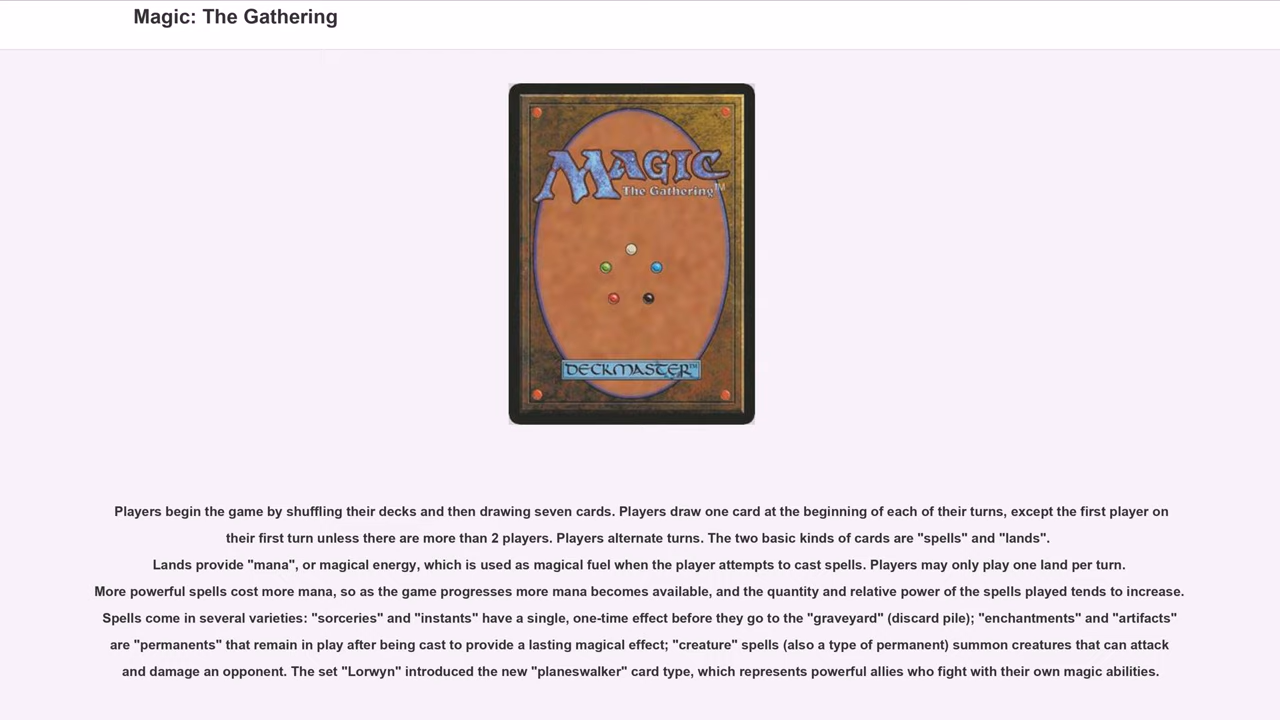 Magic: The Gathering
MAGIC
The Gathering™
DECKMASTER™
Players begin the game by shuffling their decks and then drawing seven cards. Players draw one card at the beginning of each of their turns, except the first player on
their first turn unless there are more than 2 players. Players alternate turns. The two basic kinds of cards are "spells" and "lands".
Lands provide "mana", or magical energy, which is used as magical fuel when the player attempts to cast spells. Players may only play one land per turn.
More powerful spells cost more mana, so as the game progresses more mana becomes available, and the quantity and relative power of the spells played tends to increase.
Spells come in several varieties: "sorceries" and "instants" have a single, one-time effect before they go to the "graveyard" (discard pile); "enchantments" and "artifacts"
are "permanents" that remain in play after being cast to provide a lasting magical effect; "creature" spells (also a type of permanent) summon creatures that can attack
and damage an opponent. The set "Lorwyn" introduced the new "planeswalker" card type, which represents powerful allies who fight with their own magic abilities.